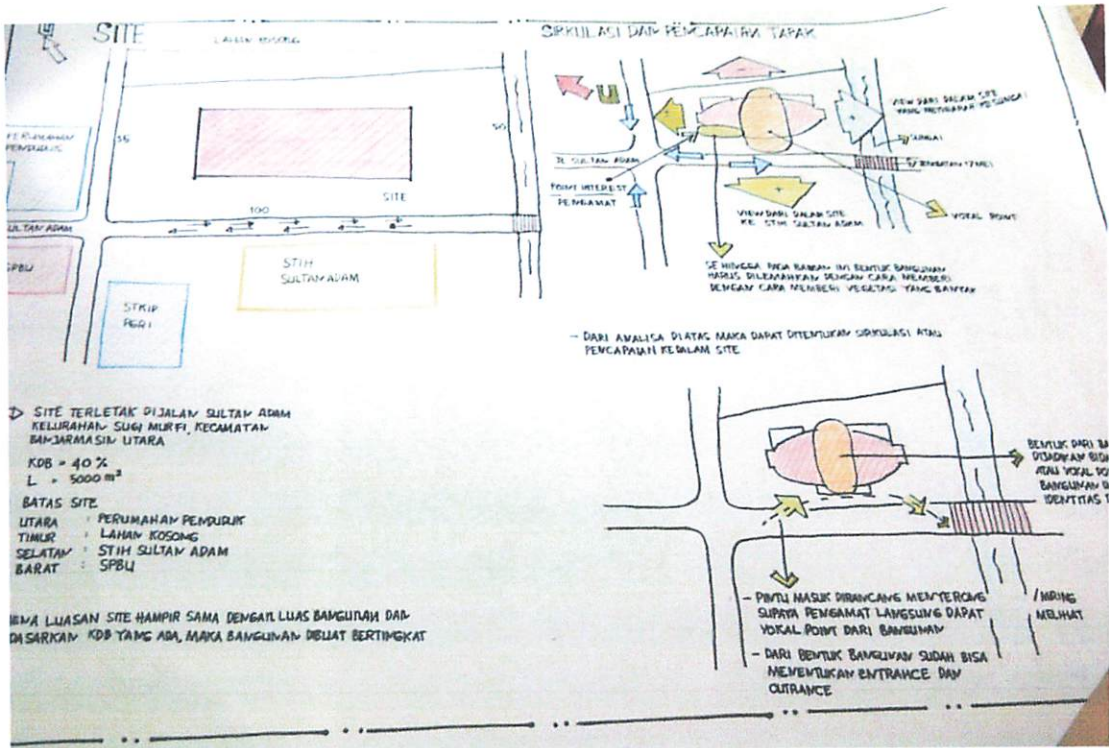 SITE
LAHAN KOSONG
PERUMAHAN
PENDUDUK
55
50
SITE
100
SULTAN ADAM
SPBU
STIH
SULTAN ADAM
STKIP
PGRI
SITE TERLETAK DIJALAN SULTAN ADAM
KELURAHAN SUGI MURFI, KECAMATAN
BANJARMASIN UTARA
KDB = 40 %
L = 5000 m²
BATAS SITE
UTARA : PERUMAHAN PENDUDUK
TIMUR : LAHAN KOSONG
SELATAN : STIH SULTAN ADAM
BARAT : SPBU
LUASAN SITE HAMPIR SAMA DENGAN LUAS BANGUNAN DAN
DASARKAN KDB YANG ADA, MAKA BANGUNAN DIBUAT BERTINGKAT
SIRKULASI DAN PENCAPAIAN TAPAK
U
VIEW DARI DALAM SITE
YANG MENGARAH KE SUNGAI
SUNGAI
JL SULTAN ADAM
JEMBATAN
POINT INTEREST
PENGAMAT
VIEW DARI DALAM SITE
KE STIH SULTAN ADAM
VOKAL POINT
SEHINGGA PADA BAGIAN INI BENTUK BANGUNAN
HARUS DILEMAHKAN DENGAN CARA MEMBERI
DENGAN CARA MEMBERI VEGETASI YANG BANYAK
- DARI ANALISA DIATAS MAKA DAPAT DITENTUKAN SIRKULASI ATAU
PENCAPAIAN KEDALAM SITE
BENTUK DARI
DIJADIKAN
ATAU VOKAL
BANGUNAN
IDENTITAS
- PINTU MASUK DIRANCANG MENYERONG /MIRING
SUPAYA PENGAMAT LANGSUNG DAPAT MELIHAT
VOKAL POINT DARI BANGUNAN
- DARI BENTUK BANGUNAN SUDAH BISA
MENENTUKAN ENTRANCE DAN
OUTRANCE